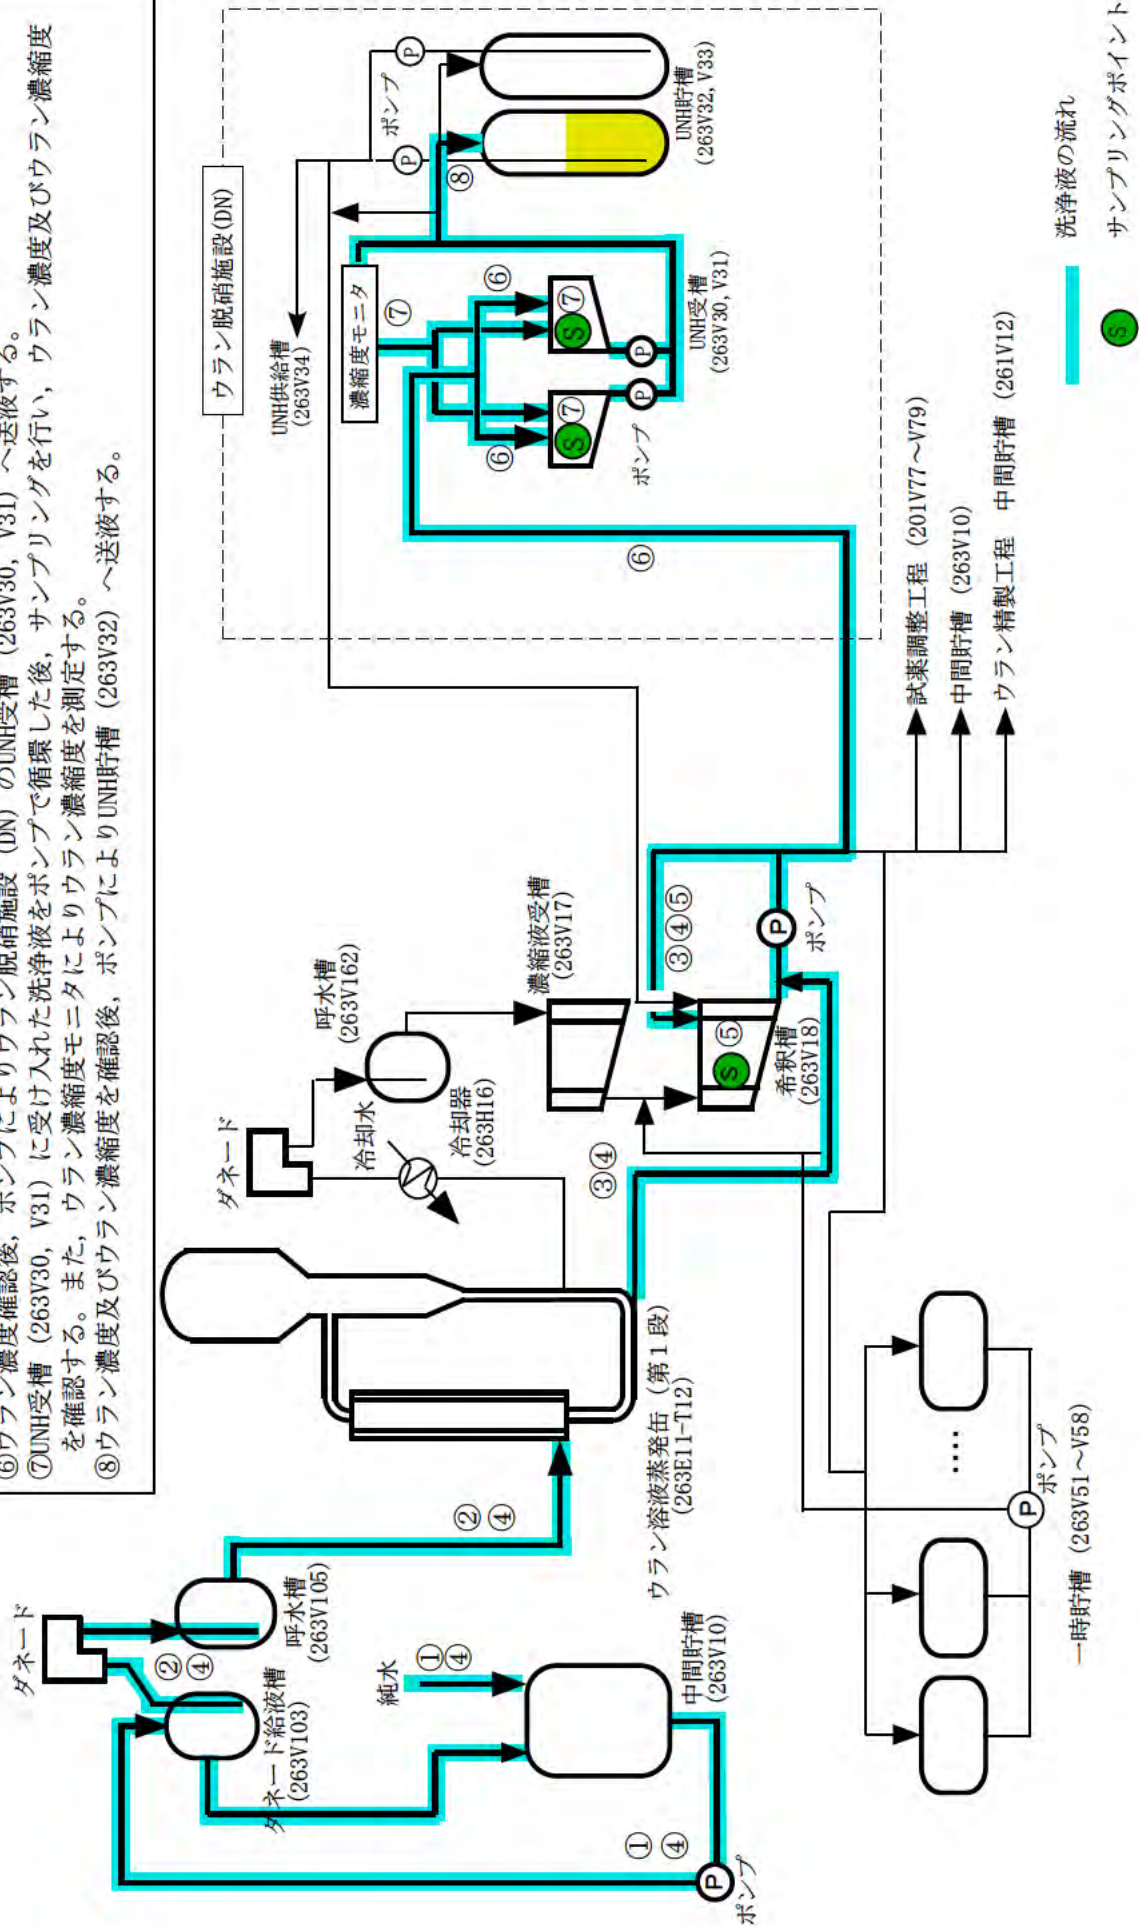 ⑥ウラン濃度確認後，ポンプによりウラン脱硝施設（DN）のUNH受槽（263V30，V31）へ送液する。
⑦UNH受槽（263V30，V31）に受け入れた洗浄液をポンプで循環した後，サンプリングを行い，ウラン濃度及びウラン濃縮度
を確認する。また，ウラン濃縮度モニタによりウラン濃縮度を測定する。
⑧ウラン濃度及びウラン濃縮度を確認後，ポンプによりUNH貯槽（263V32）へ送液する。
ウラン脱硝施設(DN)
UNH供給槽
(263V34)
濃縮度モニタ
⑦
⑥
⑥
S
⑦
S
⑦
P
P
ポンプ
UNH受槽
(263V30,V31)
⑧
P
P
ポンプ
UNH貯槽
(263V32,V33)
⑥
ダネード
②
④
呼水槽
(263V105)
ダネード給液槽
(263V103)
純水
①
④
中間貯槽
(263V10)
①
④
P
ポンプ
②
④
ウラン溶液蒸発缶（第１段）
(263E11-T12)
ダネード
冷却水
冷却器
(263H16)
呼水槽
(263V162)
濃縮液受槽
(263V17)
③④
③④⑤
S
⑤
希釈槽
(263V18)
P
ポンプ
試薬調整工程（201V77～V79）
中間貯槽（263V10）
ウラン精製工程　中間貯槽（261V12）
‥‥
P
ポンプ
一時貯槽（263V51～V58）
洗浄液の流れ
S
サンプリングポイント